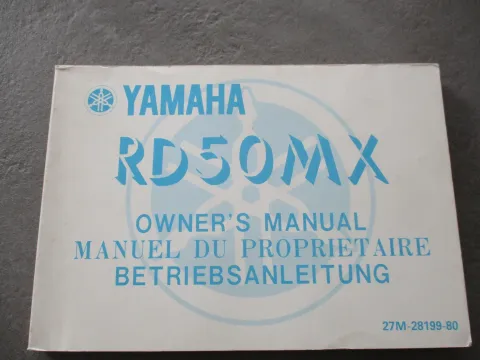 YAMAHA
RD50MX
OWNER'S MANUAL
MANUEL DU PROPRIETAIRE
BETRIEBSANLEITUNG
27M-28199-80